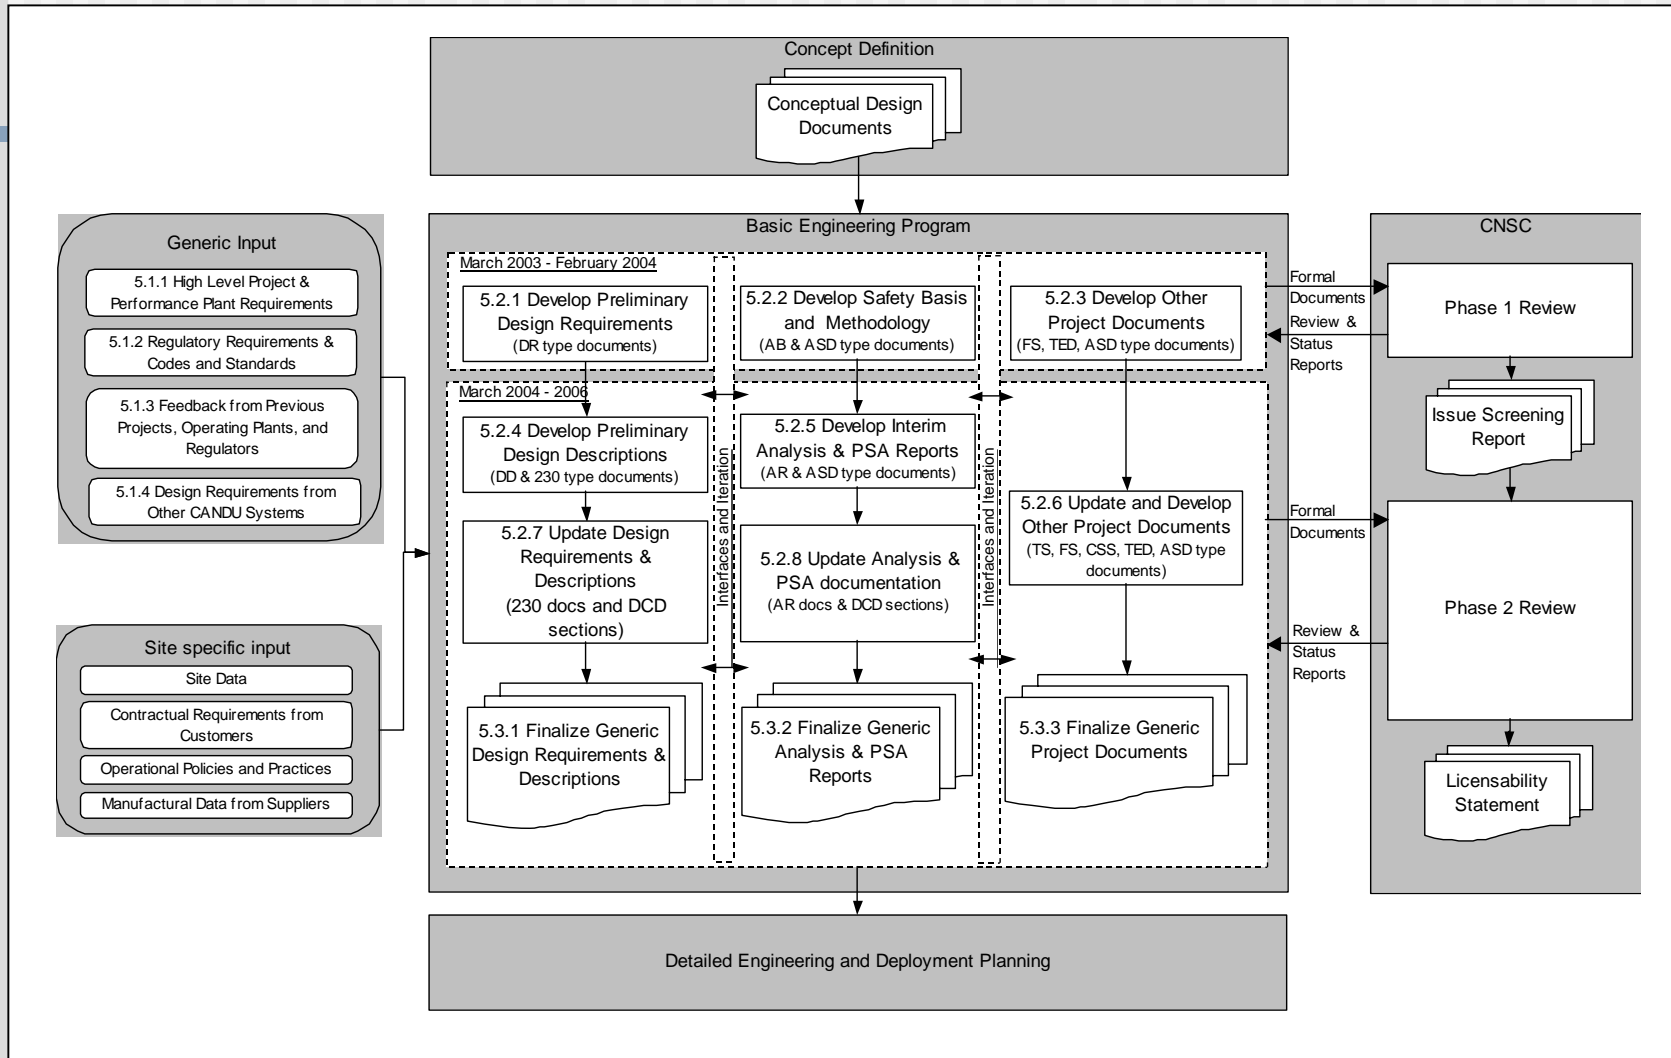 Concept Definition
Conceptual Design
Documents
Generic Input
5.1.1 High Level Project &
Performance Plant Requirements
5.1.2 Regulatory Requirements &
Codes and Standards
5.1.3 Feedback from Previous
Projects, Operating Plants, and
Regulators
5.1.4 Design Requirements from
Other CANDU Systems
Site specific input
Site Data
Contractual Requirements from
Customers
Operational Policies and Practices
Manufactural Data from Suppliers
Basic Engineering Program
March 2003 - February 2004
5.2.1 Develop Preliminary
Design Requirements
(DR type documents)
5.2.2 Develop Safety Basis
and Methodology
(AB & ASD type documents)
5.2.3 Develop Other
Project Documents
(FS, TED, ASD type documents)
March 2004 - 2006
5.2.4 Develop Preliminary
Design Descriptions
(DD & 230 type documents)
5.2.5 Develop Interim
Analysis & PSA Reports
(AR & ASD type documents)
5.2.6 Update and Develop
Other Project Documents
(TS, FS, CSS, TED, ASD type
documents)
5.2.7 Update Design
Requirements &
Descriptions
(230 docs and DCD
sections)
5.2.8 Update Analysis &
PSA documentation
(AR docs & DCD sections)
Interfaces and Iteration
Interfaces and Iteration
5.3.1 Finalize Generic
Design Requirements &
Descriptions
5.3.2 Finalize Generic
Analysis & PSA
Reports
5.3.3 Finalize Generic
Project Documents
Formal
Documents
Review &
Status
Reports
Formal
Documents
Review &
Status
Reports
CNSC
Phase 1 Review
Issue Screening
Report
Phase 2 Review
Licensability
Statement
Detailed Engineering and Deployment Planning